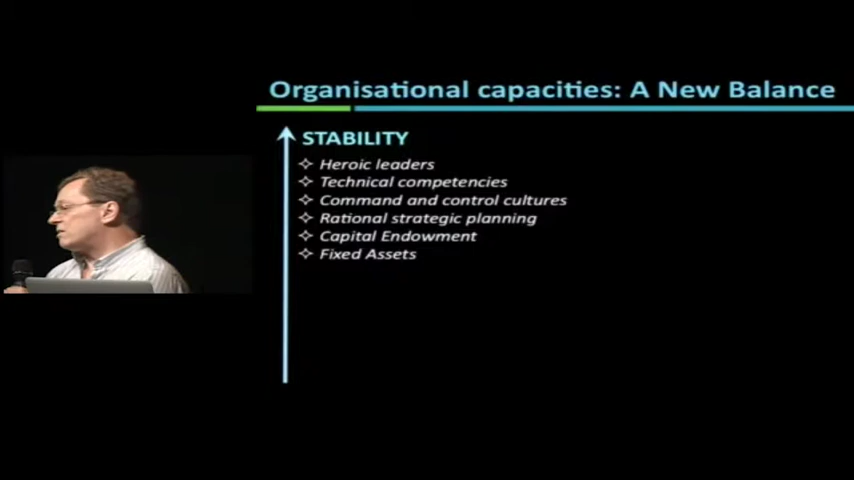 Organisational capacities: A New Balance
STABILITY
Heroic leaders
Technical competencies
Command and control cultures
Rational strategic planning
Capital Endowment
Fixed Assets